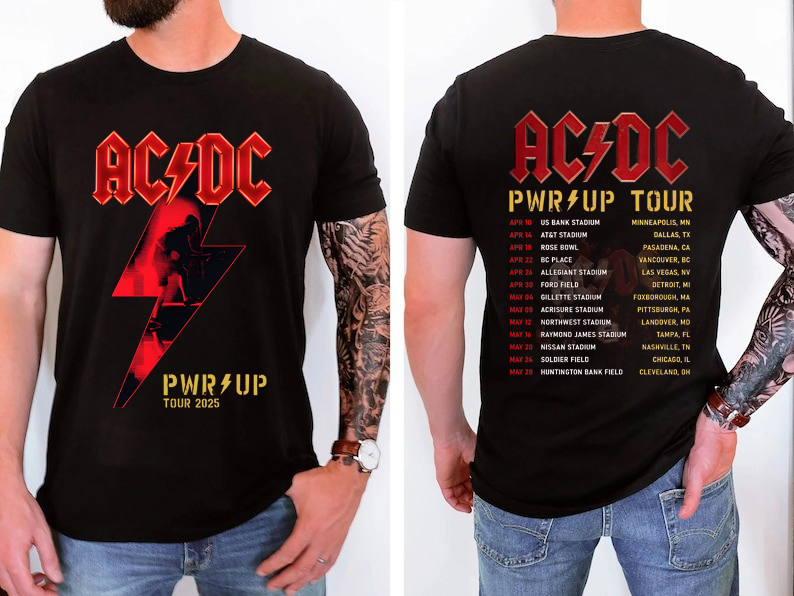 AC⚡DC
PWR⚡UP
TOUR 2025
AC⚡DC
PWR⚡UP TOUR
APR 10 US BANK STADIUM MINNEAPOLIS, MN
APR 14 AT&T STADIUM DALLAS, TX
APR 18 ROSE BOWL PASADENA, CA
APR 22 BC PLACE VANCOUVER, BC
APR 26 ALLEGIANT STADIUM LAS VEGAS, NV
APR 30 FORD FIELD DETROIT, MI
MAY 04 GILLETTE STADIUM FOXBOROUGH, MA
MAY 08 ACRISURE STADIUM PITTSBURGH, PA
MAY 12 NORTHWEST STADIUM LANDOVER, MD
MAY 16 RAYMOND JAMES STADIUM TAMPA, FL
MAY 20 NISSAN STADIUM NASHVILLE, TN
MAY 24 SOLDIER FIELD CHICAGO, IL
MAY 28 HUNTINGTON BANK FIELD CLEVELAND, OH